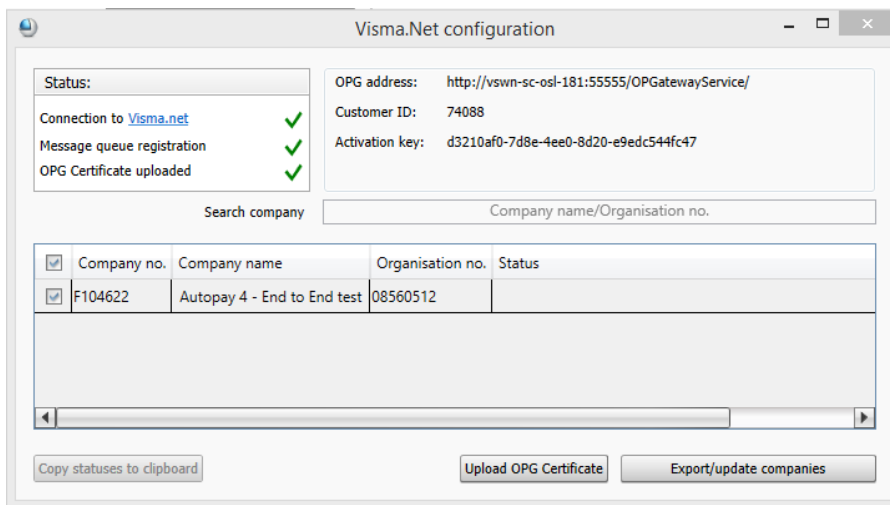 Visma.Net configuration
Status:
Connection to Visma.net
Message queue registration
OPG Certificate uploaded
OPG address: http://vswn-sc-osl-181:55555/OPGatewayService/
Customer ID: 74088
Activation key: d3210af0-7d8e-4ee0-8d20-e9edc544fc47
Search company Company name/Organisation no.
Company no. Company name Organisation no. Status
F104622 Autopay 4 - End to End test 08560512
Copy statuses to clipboard Upload OPG Certificate Export/update companies